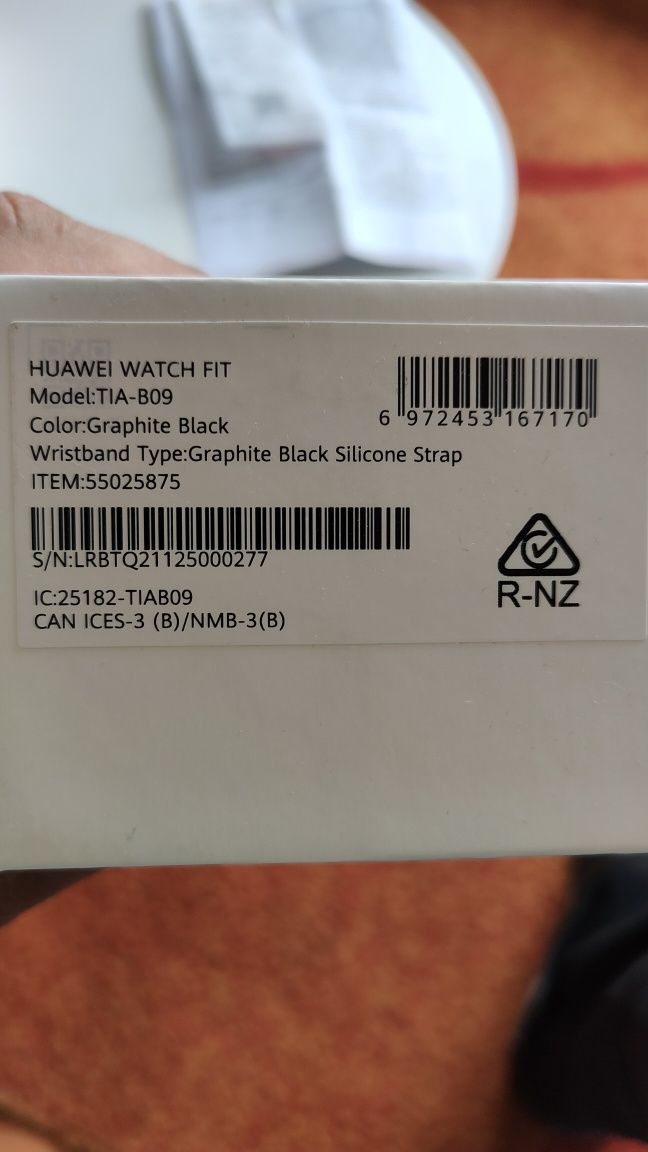 HUAWEI WATCH FIT
Model:TIA-B09
Color:Graphite Black
Wristband Type:Graphite Black Silicone Strap
ITEM:55025875
6 972453 167170
S/N:LRBTQ21125000277
IC:25182-TIAB09
CAN ICES-3 (B)/NMB-3(B)
R-NZ